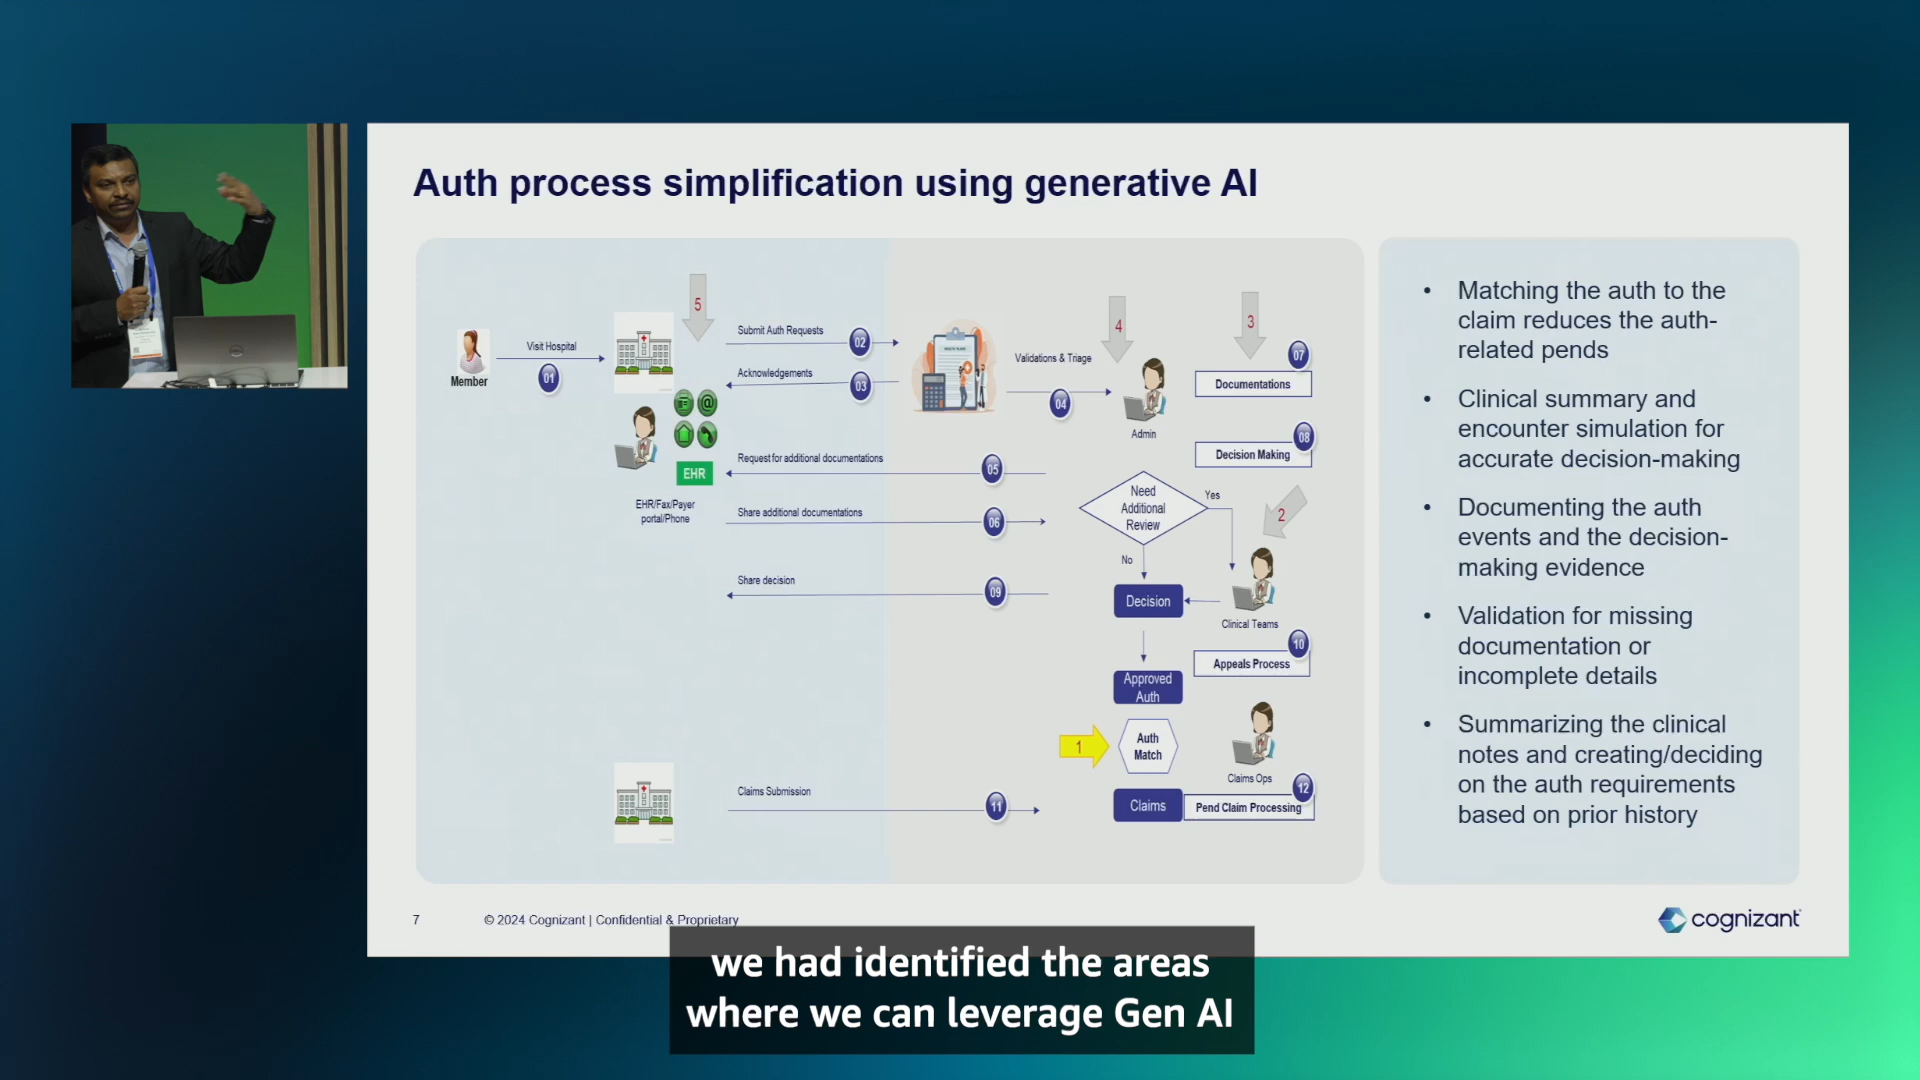 Auth process simplification using generative AI
5
4
3
Submit Auth Requests
02
Visit Hospital
01
Member
Acknowledgements
03
HEALTH PLANS
Validations & Triage
04
Admin
07
Documentations
08
Decision Making
Request for additional documentations
05
EHR
EHR/Fax/Payer
portal/Phone
Share additional documentations
06
Need
Additional
Review
Yes
No
2
Share decision
09
Decision
Clinical Teams
10
Appeals Process
Approved
Auth
1
Auth
Match
Claims Ops
Claims Submission
11
Claims
12
Pend Claim Processing
• Matching the auth to the
claim reduces the auth-
related pends
• Clinical summary and
encounter simulation for
accurate decision-making
• Documenting the auth
events and the decision-
making evidence
• Validation for missing
documentation or
incomplete details
• Summarizing the clinical
notes and creating/deciding
on the auth requirements
based on prior history
7
© 2024 Cognizant | Confidential & Proprietary
cognizant
we had identified the areas
where we can leverage Gen AI